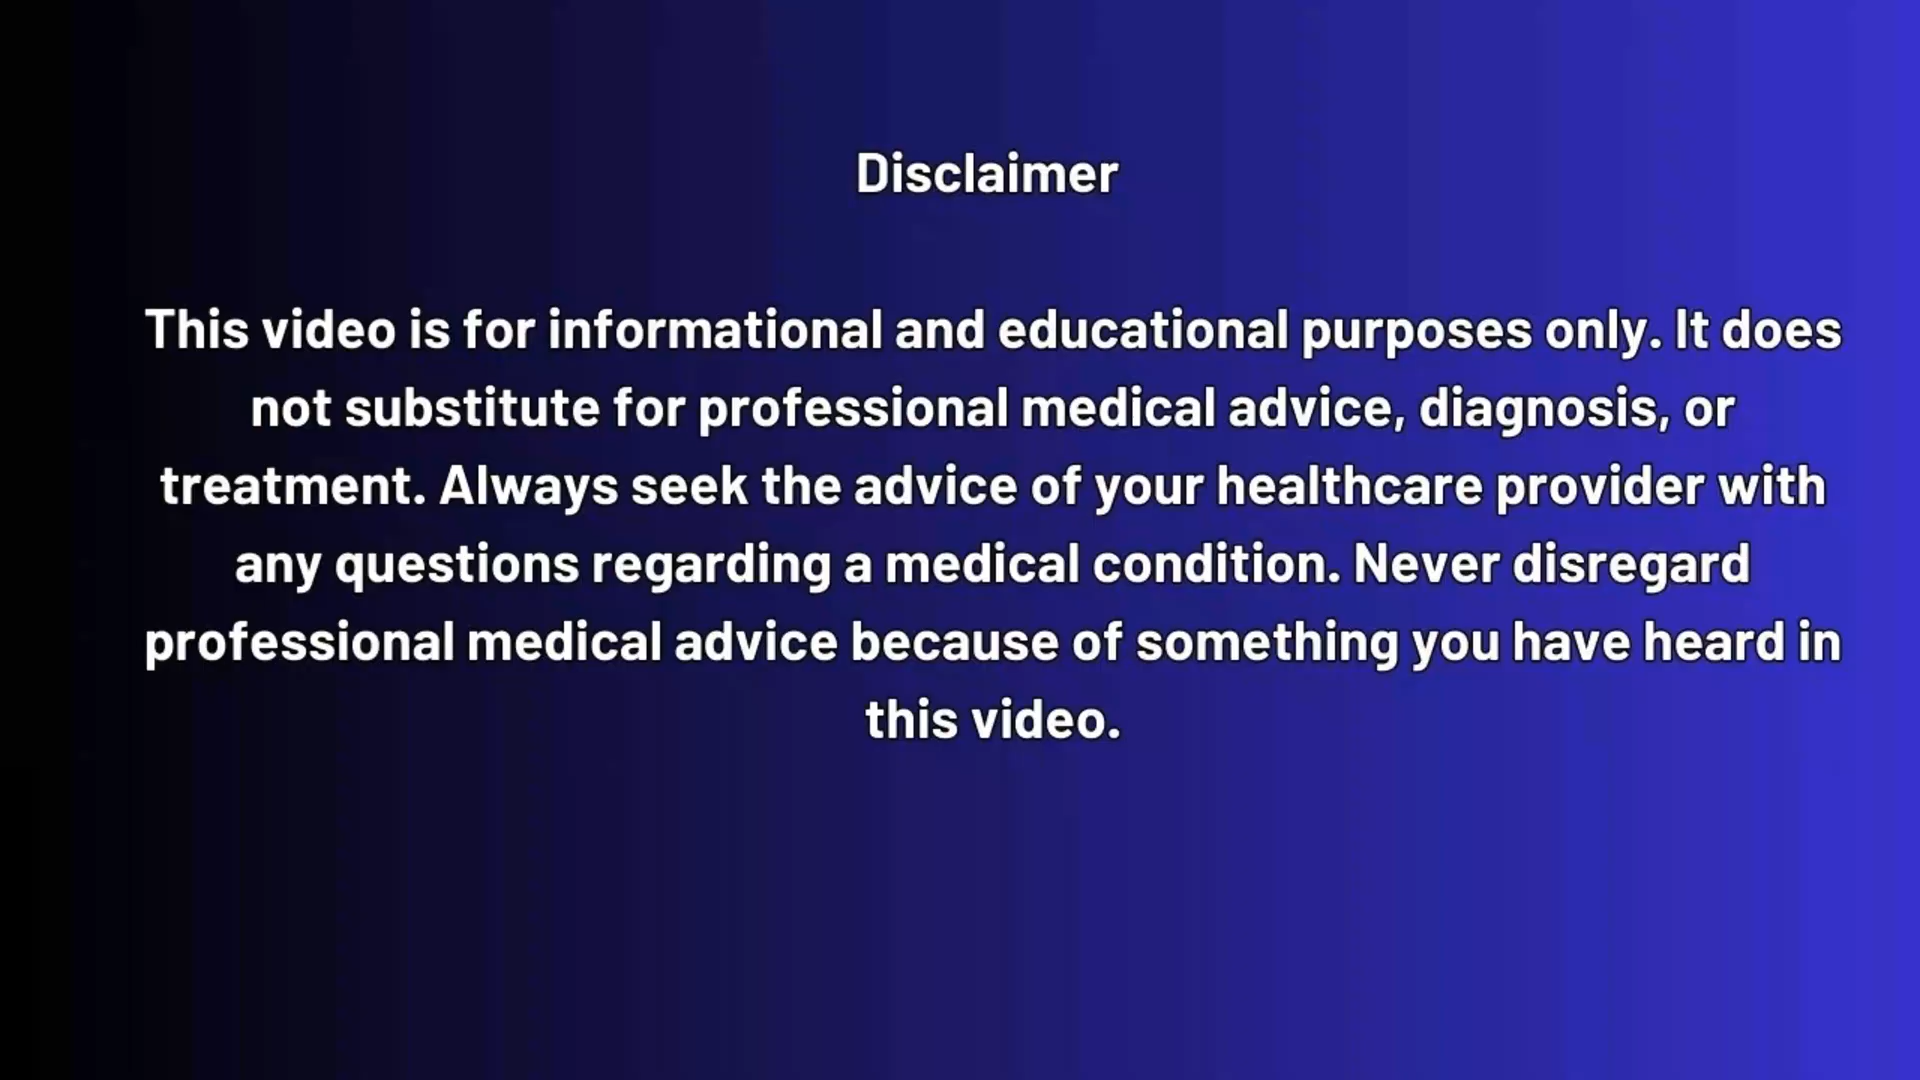 Disclaimer
This video is for informational and educational purposes only. It does
not substitute for professional medical advice, diagnosis, or
treatment. Always seek the advice of your healthcare provider with
any questions regarding a medical condition. Never disregard
professional medical advice because of something you have heard in
this video.